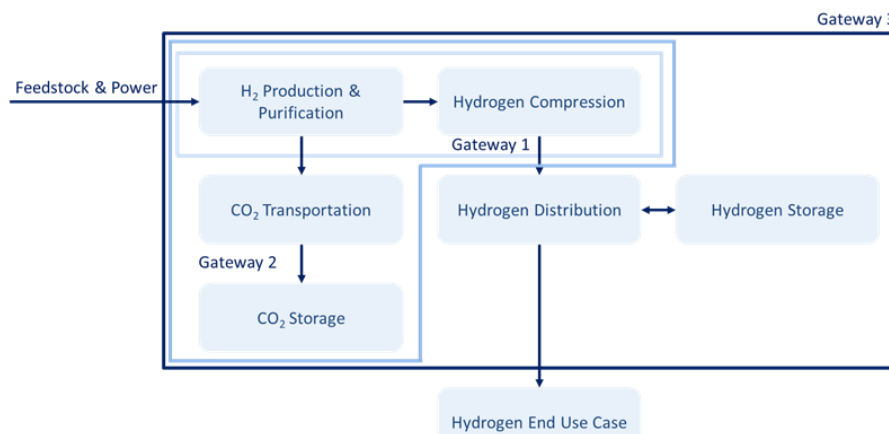 Gateway 3
Feedstock & Power
H₂ Production &
Purification
Hydrogen Compression
Gateway 1
CO₂ Transportation
Hydrogen Distribution
Hydrogen Storage
Gateway 2
CO₂ Storage
Hydrogen End Use Case